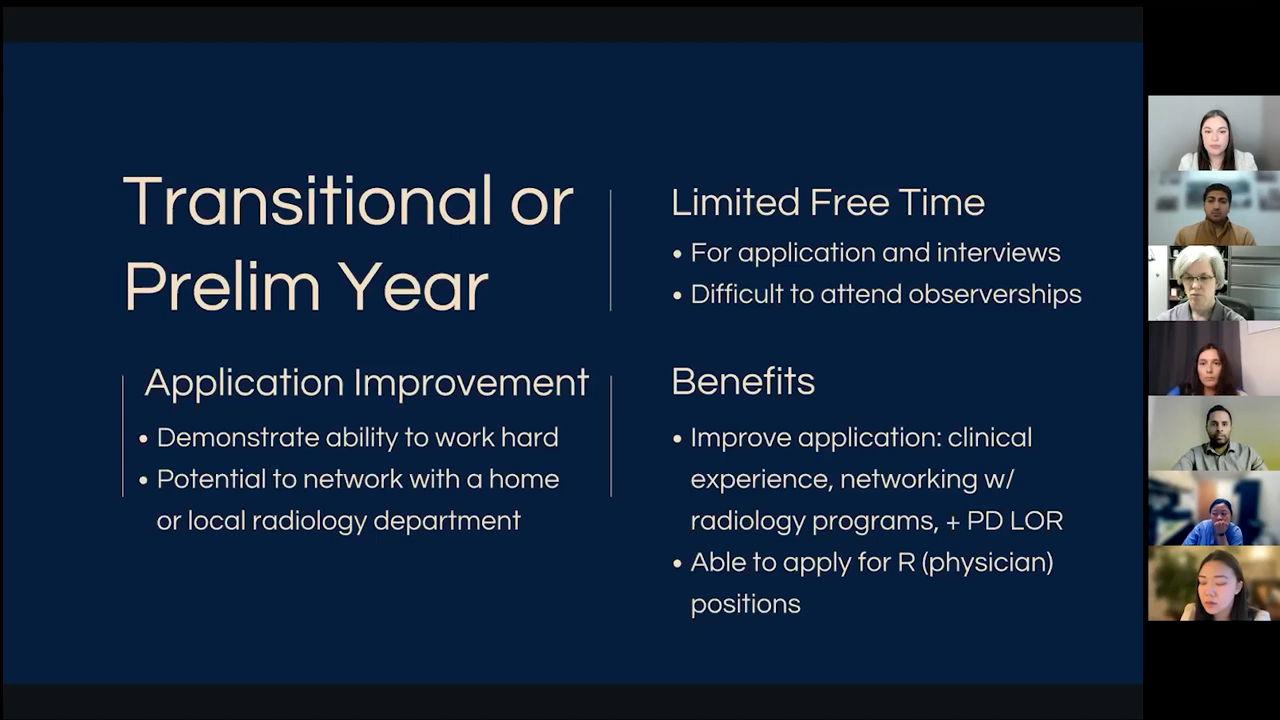 Transitional or
Prelim Year
Limited Free Time
• For application and interviews
• Difficult to attend observerships
Application Improvement
• Demonstrate ability to work hard
• Potential to network with a home
or local radiology department
Benefits
• Improve application: clinical
experience, networking w/
radiology programs, + PD LOR
• Able to apply for R (physician)
positions